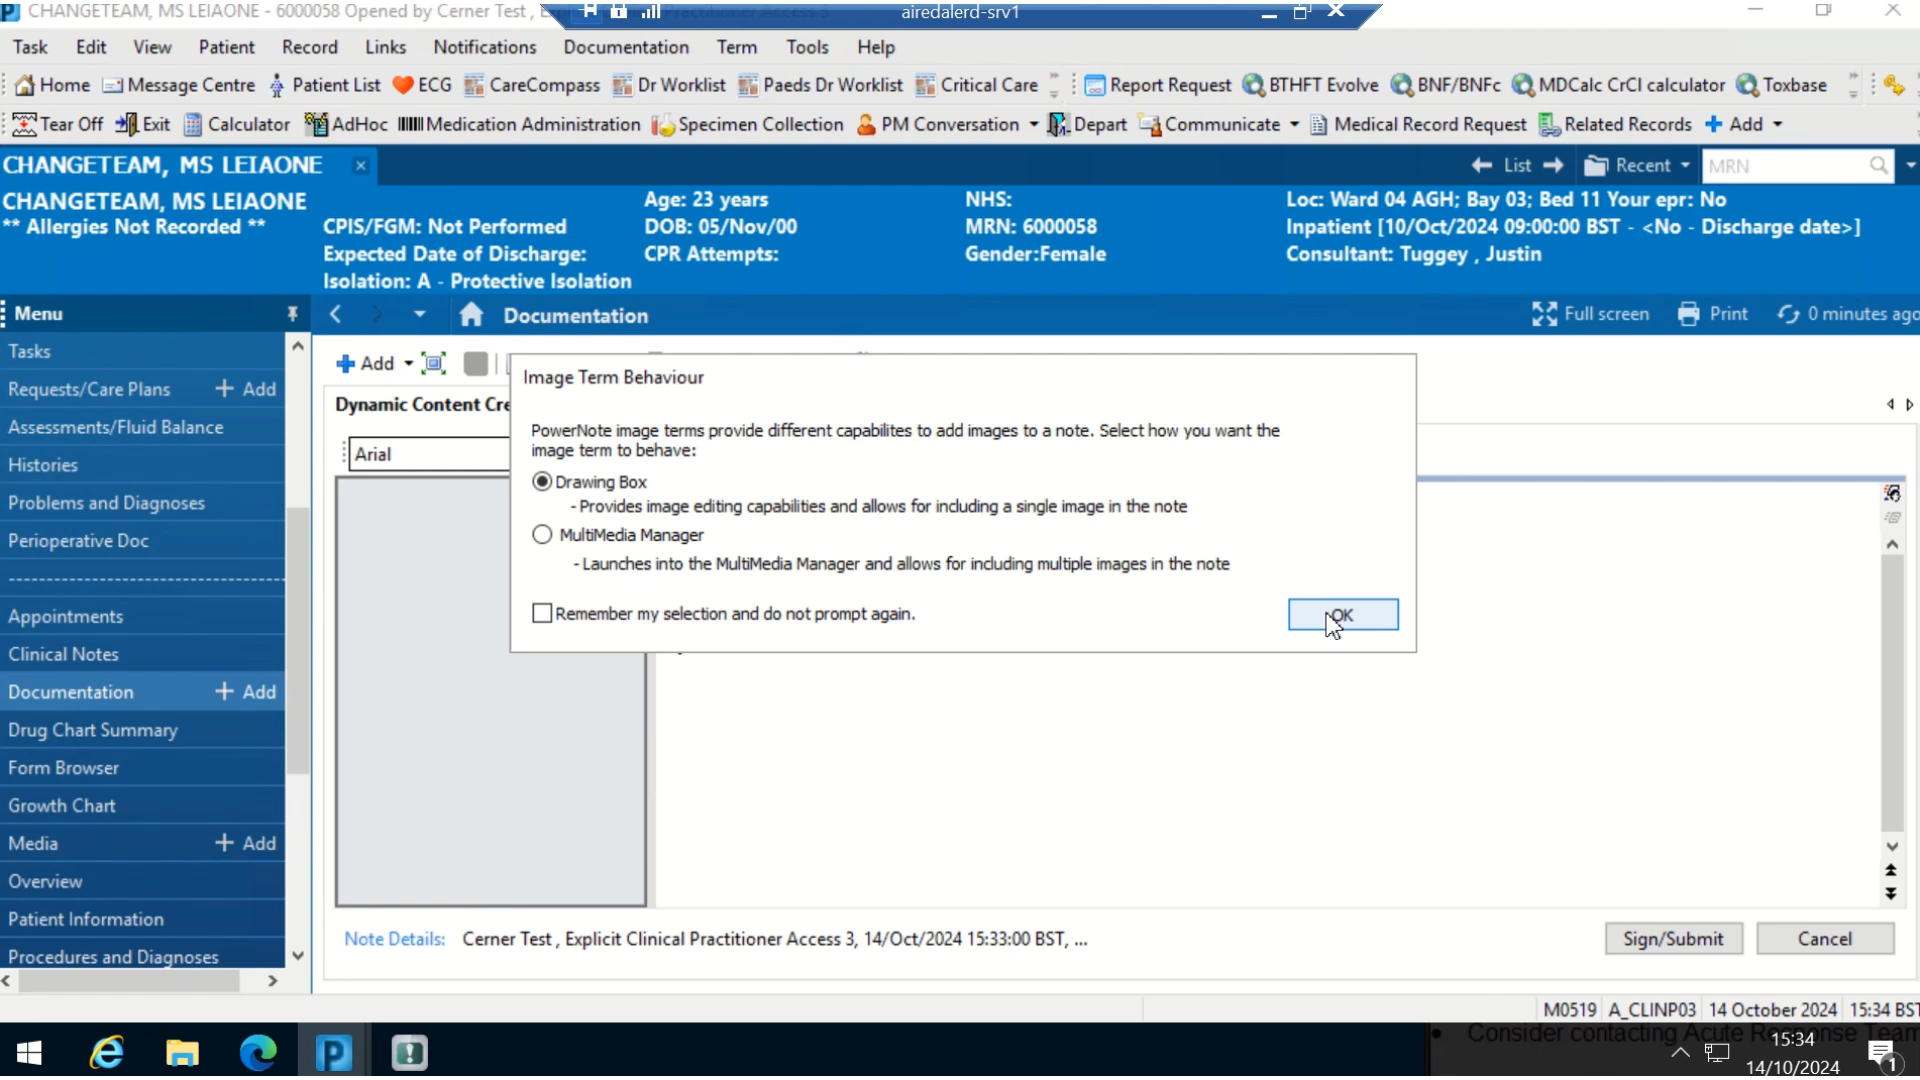 CHANGETEAM, MS LEIAONE - 6000058 Opened by Cerner Test ,
airedalerd-srv1
Task Edit View Patient Record Links Notifications Documentation Term Tools Help
Home Message Centre Patient List ECG CareCompass Dr Worklist Paeds Dr Worklist Critical Care Report Request BTHFT Evolve BNF/BNFc MDCalc CrCl calculator Toxbase
Tear Off Exit Calculator AdHoc Medication Administration Specimen Collection PM Conversation Depart Communicate Medical Record Request Related Records Add
CHANGETEAM, MS LEIAONE List Recent MRN
CHANGETEAM, MS LEIAONE Age: 23 years NHS: Loc: Ward 04 AGH; Bay 03; Bed 11 Your epr: No
** Allergies Not Recorded ** CPIS/FGM: Not Performed DOB: 05/Nov/00 MRN: 6000058 Inpatient [10/Oct/2024 09:00:00 BST - <No - Discharge date>]
Expected Date of Discharge: CPR Attempts: Gender:Female Consultant: Tuggey , Justin
Isolation: A - Protective Isolation
Menu Documentation Full screen Print 0 minutes ago
Tasks
Requests/Care Plans + Add
Assessments/Fluid Balance
Histories
Problems and Diagnoses
Perioperative Doc
Appointments
Clinical Notes
Documentation + Add
Drug Chart Summary
Form Browser
Growth Chart
Media + Add
Overview
Patient Information
Procedures and Diagnoses
Add
Dynamic Content Cre
Arial
Image Term Behaviour
PowerNote image terms provide different capabilites to add images to a note. Select how you want the
image term to behave:
Drawing Box
- Provides image editing capabilities and allows for including a single image in the note
MultiMedia Manager
- Launches into the MultiMedia Manager and allows for including multiple images in the note
Remember my selection and do not prompt again.
OK
Note Details: Cerner Test , Explicit Clinical Practitioner Access 3, 14/Oct/2024 15:33:00 BST, ...
Sign/Submit Cancel
M0519 A_CLINP03 14 October 2024 15:34 BST
Consider contacting Acute Response Team
15:34
14/10/2024
1